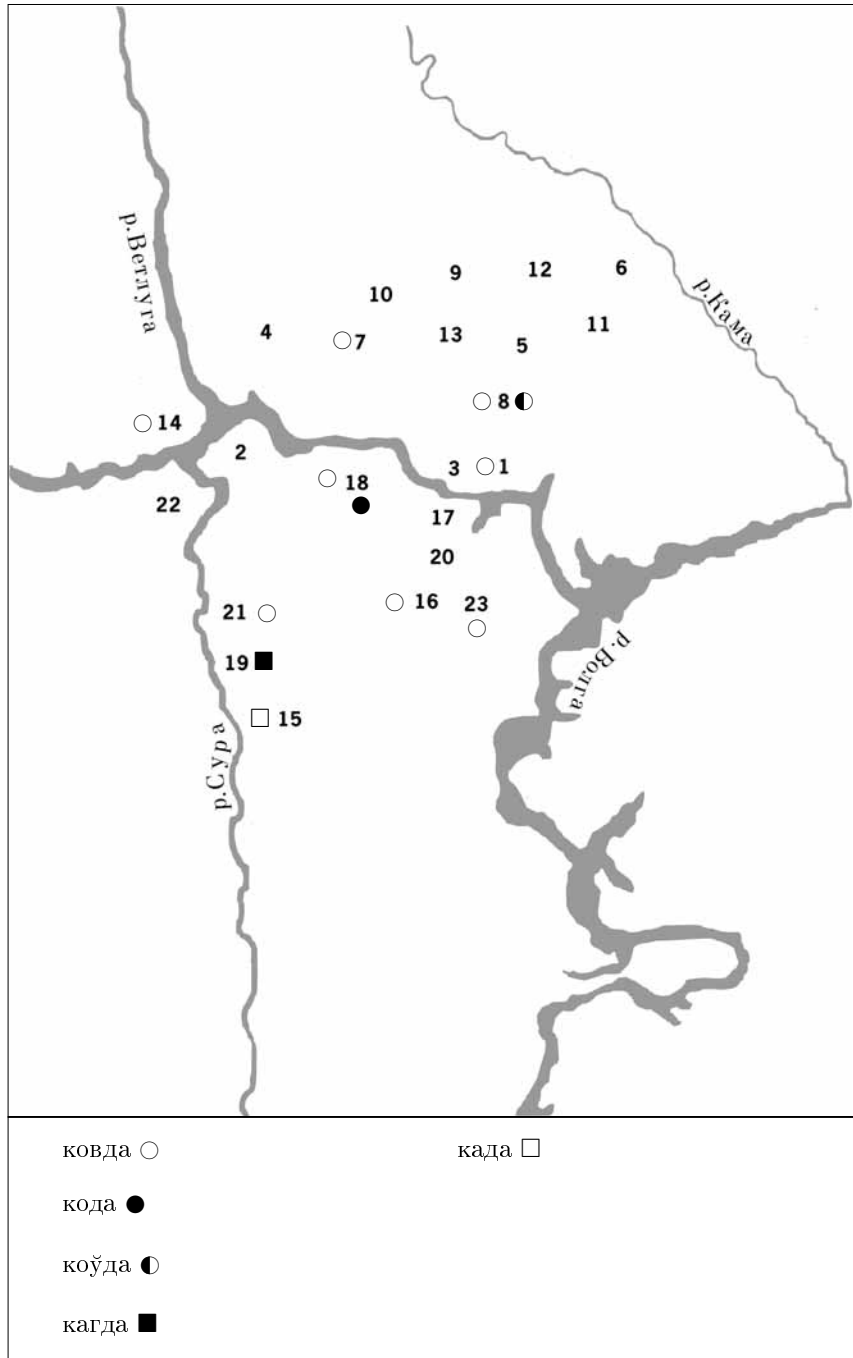 р.Ветлуга
р.Кама
9 12 6
10
4 7 13 5 11
8
14
2 3 1
18
22 17
20
21 16 23
19
р.Волга
15
р.Сура
ковда када
кода
коўда
кагда